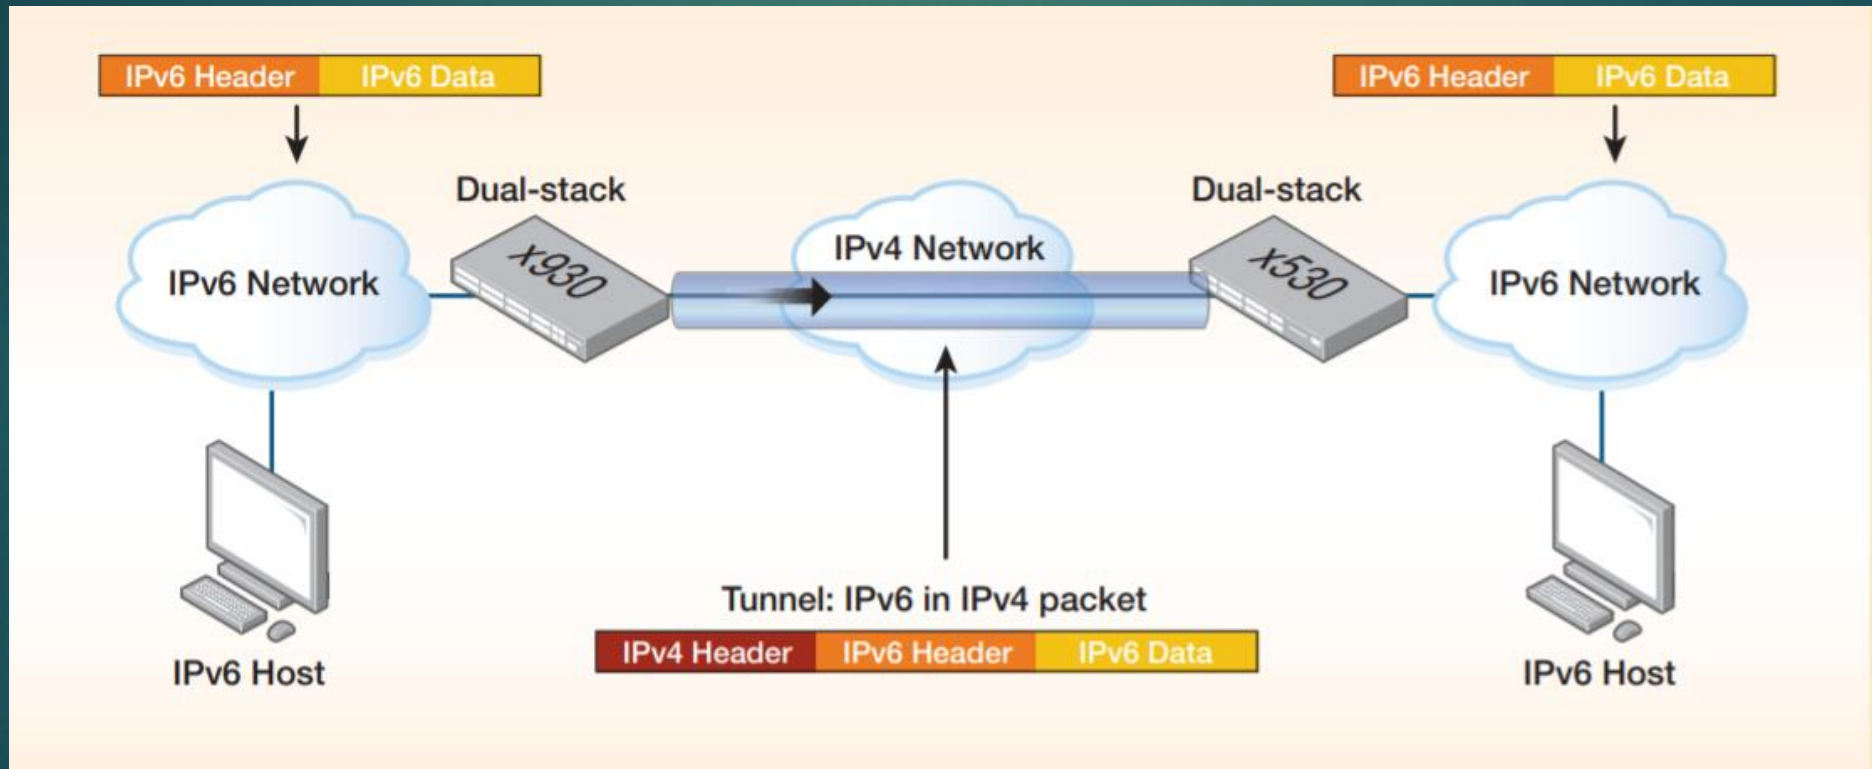 IPv6 Header IPv6 Data
IPv6 Header IPv6 Data
Dual-stack
Dual-stack
x930
x530
IPv4 Network
IPv6 Network
IPv6 Network
Tunnel: IPv6 in IPv4 packet
IPv4 Header IPv6 Header IPv6 Data
IPv6 Host
IPv6 Host